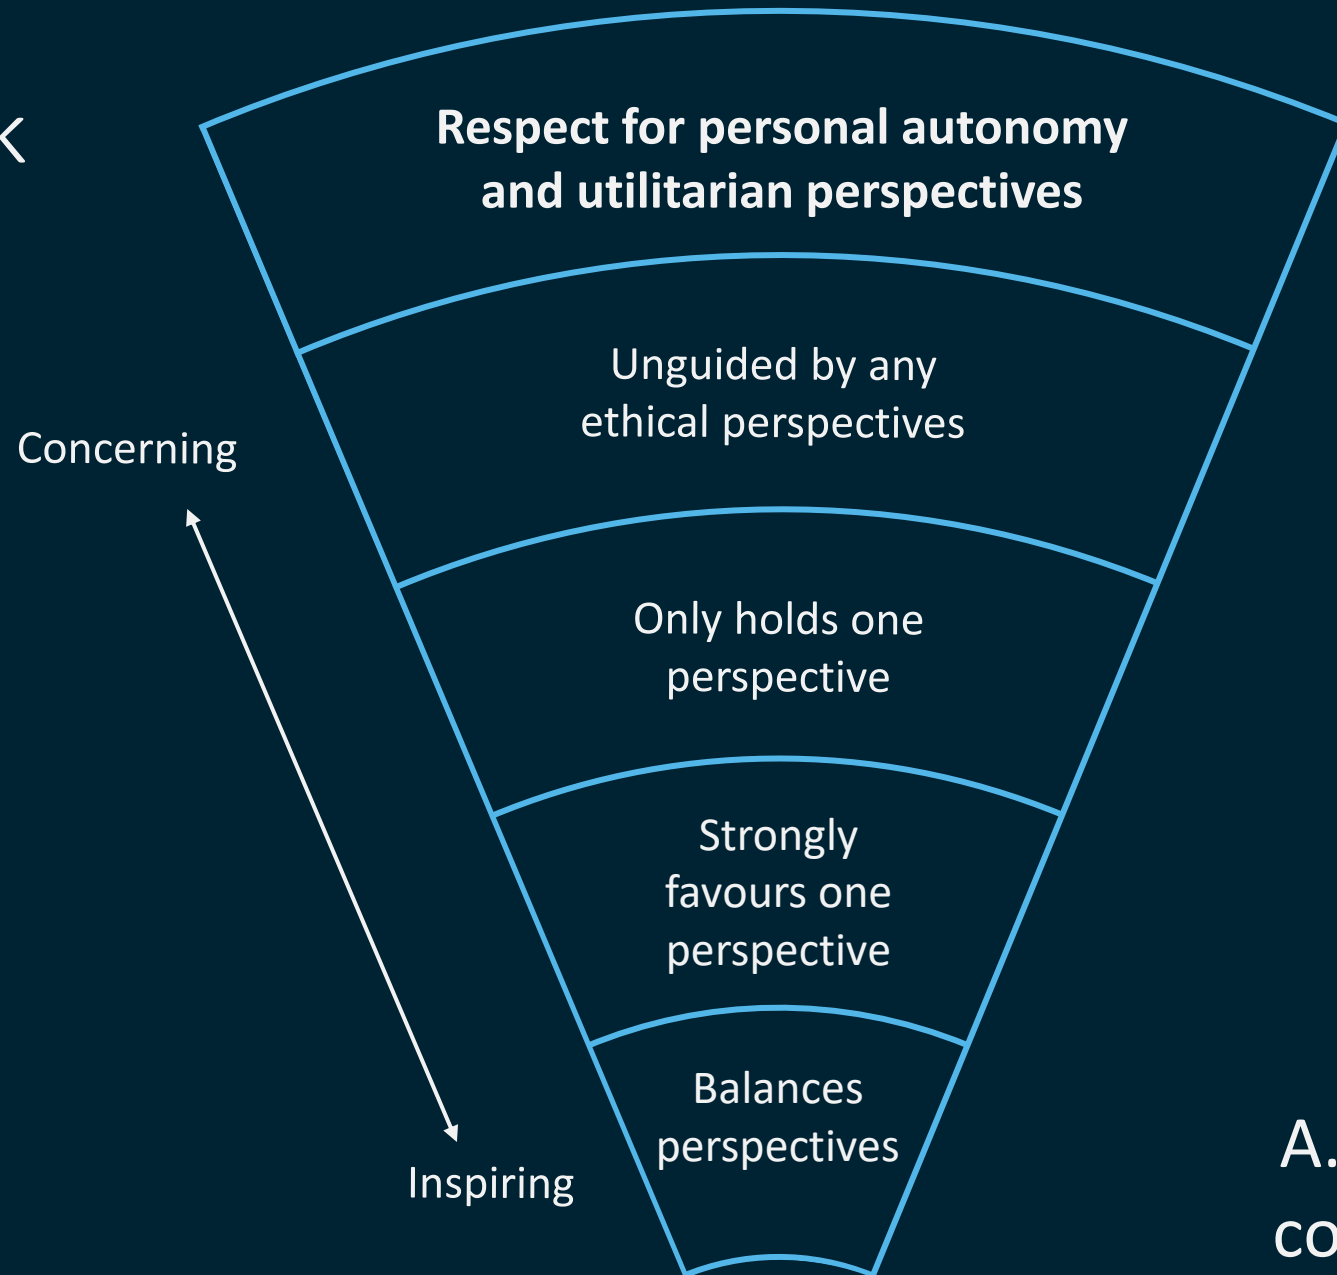 Respect for personal autonomy
and utilitarian perspectives
Unguided by any
ethical perspectives
Concerning
Only holds one
perspective
Strongly
favours one
perspective
Balances
perspectives
Inspiring
A.
co